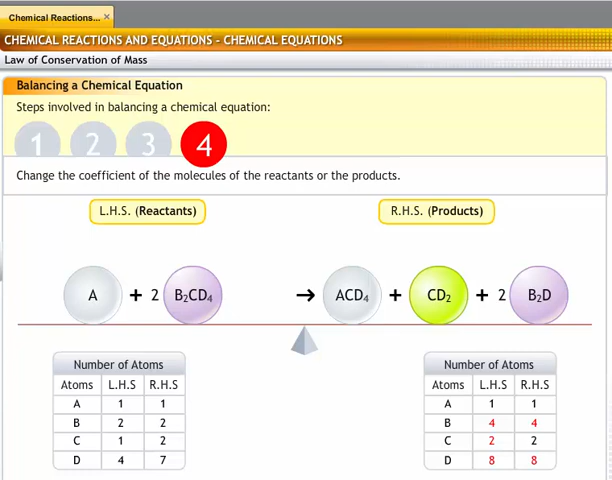 Chemical Reactions... ×
CHEMICAL REACTIONS AND EQUATIONS - CHEMICAL EQUATIONS
Law of Conservation of Mass
Balancing a Chemical Equation
Steps involved in balancing a chemical equation:
1 2 3 4
Change the coefficient of the molecules of the reactants or the products.
L.H.S. (Reactants) R.H.S. (Products)
A + 2 B₂CD₄ → ACD₄ + CD₂ + 2 B₂D
Number of Atoms
Atoms L.H.S R.H.S
A 1 1
B 2 2
C 1 2
D 4 7
Number of Atoms
Atoms L.H.S R.H.S
A 1 1
B 4 4
C 2 2
D 8 8